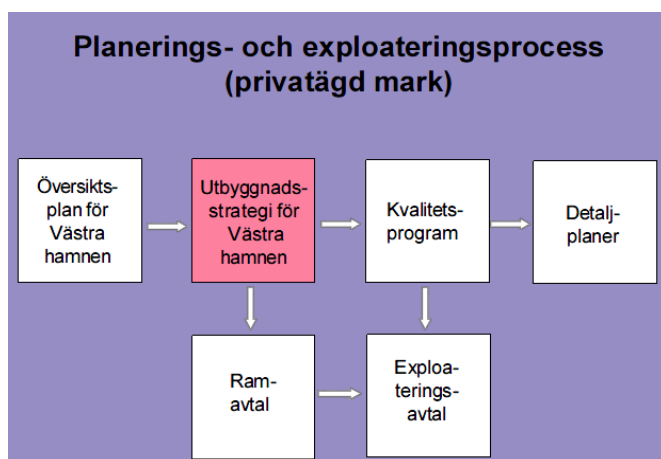 Planerings- och exploateringsprocess
(privatägd mark)
Översikts-
plan för
Västra
hamnen
Utbyggnads-
strategi för
Västra
hamnen
Kvalitets-
program
Detalj-
planer
Ram-
avtal
Exploa-
terings-
avtal